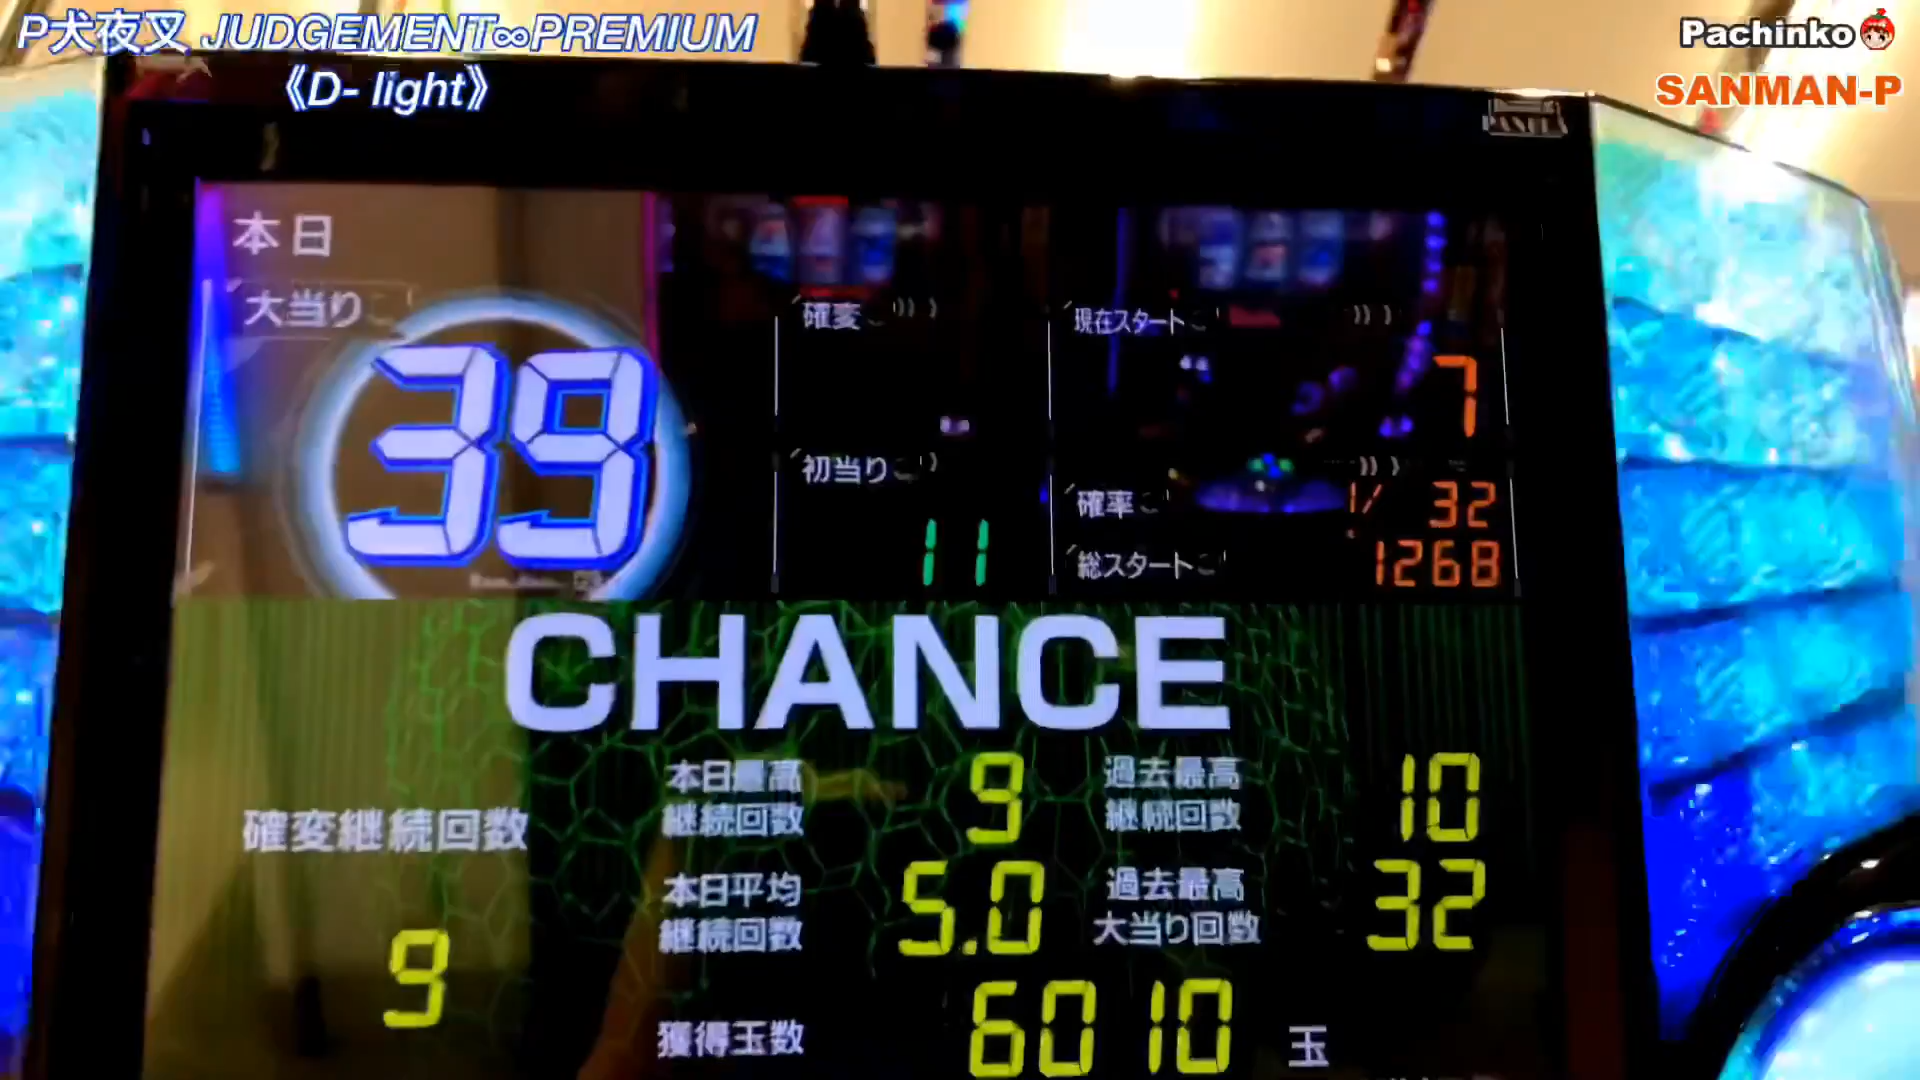 P犬夜叉 JUDGEMENT∞PREMIUM
《D- light》
Pachinko
SANMAN-P
本日
大当り
39
確変
初当り
11
現在スタート
7
確率
1/ 32
総スタート
1268
CHANCE
確変継続回数
9
本日最高
継続回数
9
過去最高
継続回数
10
本日平均
継続回数
5.0
過去最高
大当り回数
32
獲得玉数
6010 玉